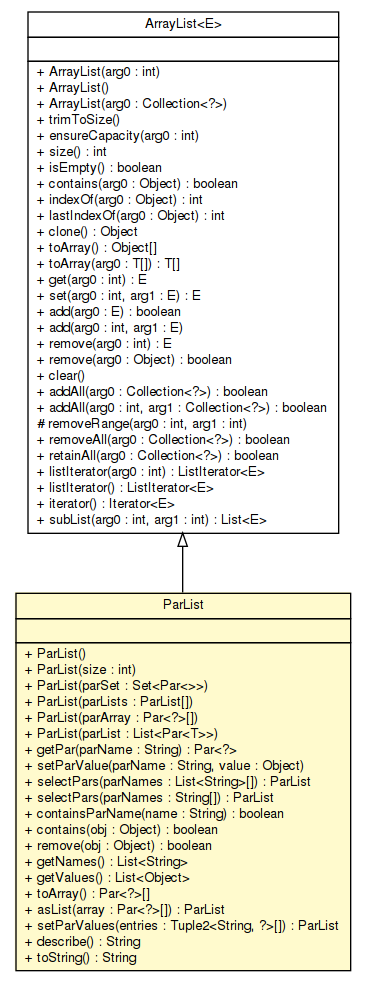 ArrayList<E>
+ ArrayList(arg0 : int)
+ ArrayList()
+ ArrayList(arg0 : Collection<?>)
+ trimToSize()
+ ensureCapacity(arg0 : int)
+ size() : int
+ isEmpty() : boolean
+ contains(arg0 : Object) : boolean
+ indexOf(arg0 : Object) : int
+ lastIndexOf(arg0 : Object) : int
+ clone() : Object
+ toArray() : Object[]
+ toArray(arg0 : T[]) : T[]
+ get(arg0 : int) : E
+ set(arg0 : int, arg1 : E) : E
+ add(arg0 : E) : boolean
+ add(arg0 : int, arg1 : E)
+ remove(arg0 : int) : E
+ remove(arg0 : Object) : boolean
+ clear()
+ addAll(arg0 : Collection<?>) : boolean
+ addAll(arg0 : int, arg1 : Collection<?>) : boolean
# removeRange(arg0 : int, arg1 : int)
+ removeAll(arg0 : Collection<?>) : boolean
+ retainAll(arg0 : Collection<?>) : boolean
+ listIterator(arg0 : int) : ListIterator<E>
+ listIterator() : ListIterator<E>
+ iterator() : Iterator<E>
+ subList(arg0 : int, arg1 : int) : List<E>
ParList
+ ParList()
+ ParList(size : int)
+ ParList(parSet : Set<Par<>>)
+ ParList(parLists : ParList[])
+ ParList(parArray : Par<?>[])
+ ParList(parList : List<Par<T>>)
+ getPar(parName : String) : Par<?>
+ setParValue(parName : String, value : Object)
+ selectPars(parNames : List<String>[]) : ParList
+ selectPars(parNames : String[]) : ParList
+ containsParName(name : String) : boolean
+ contains(obj : Object) : boolean
+ remove(obj : Object) : boolean
+ getNames() : List<String>
+ getValues() : List<Object>
+ toArray() : Par<?>[]
+ asList(array : Par<?>[]) : ParList
+ setParValues(entries : Tuple2<String, ?>[]) : ParList
+ describe() : String
+ toString() : String